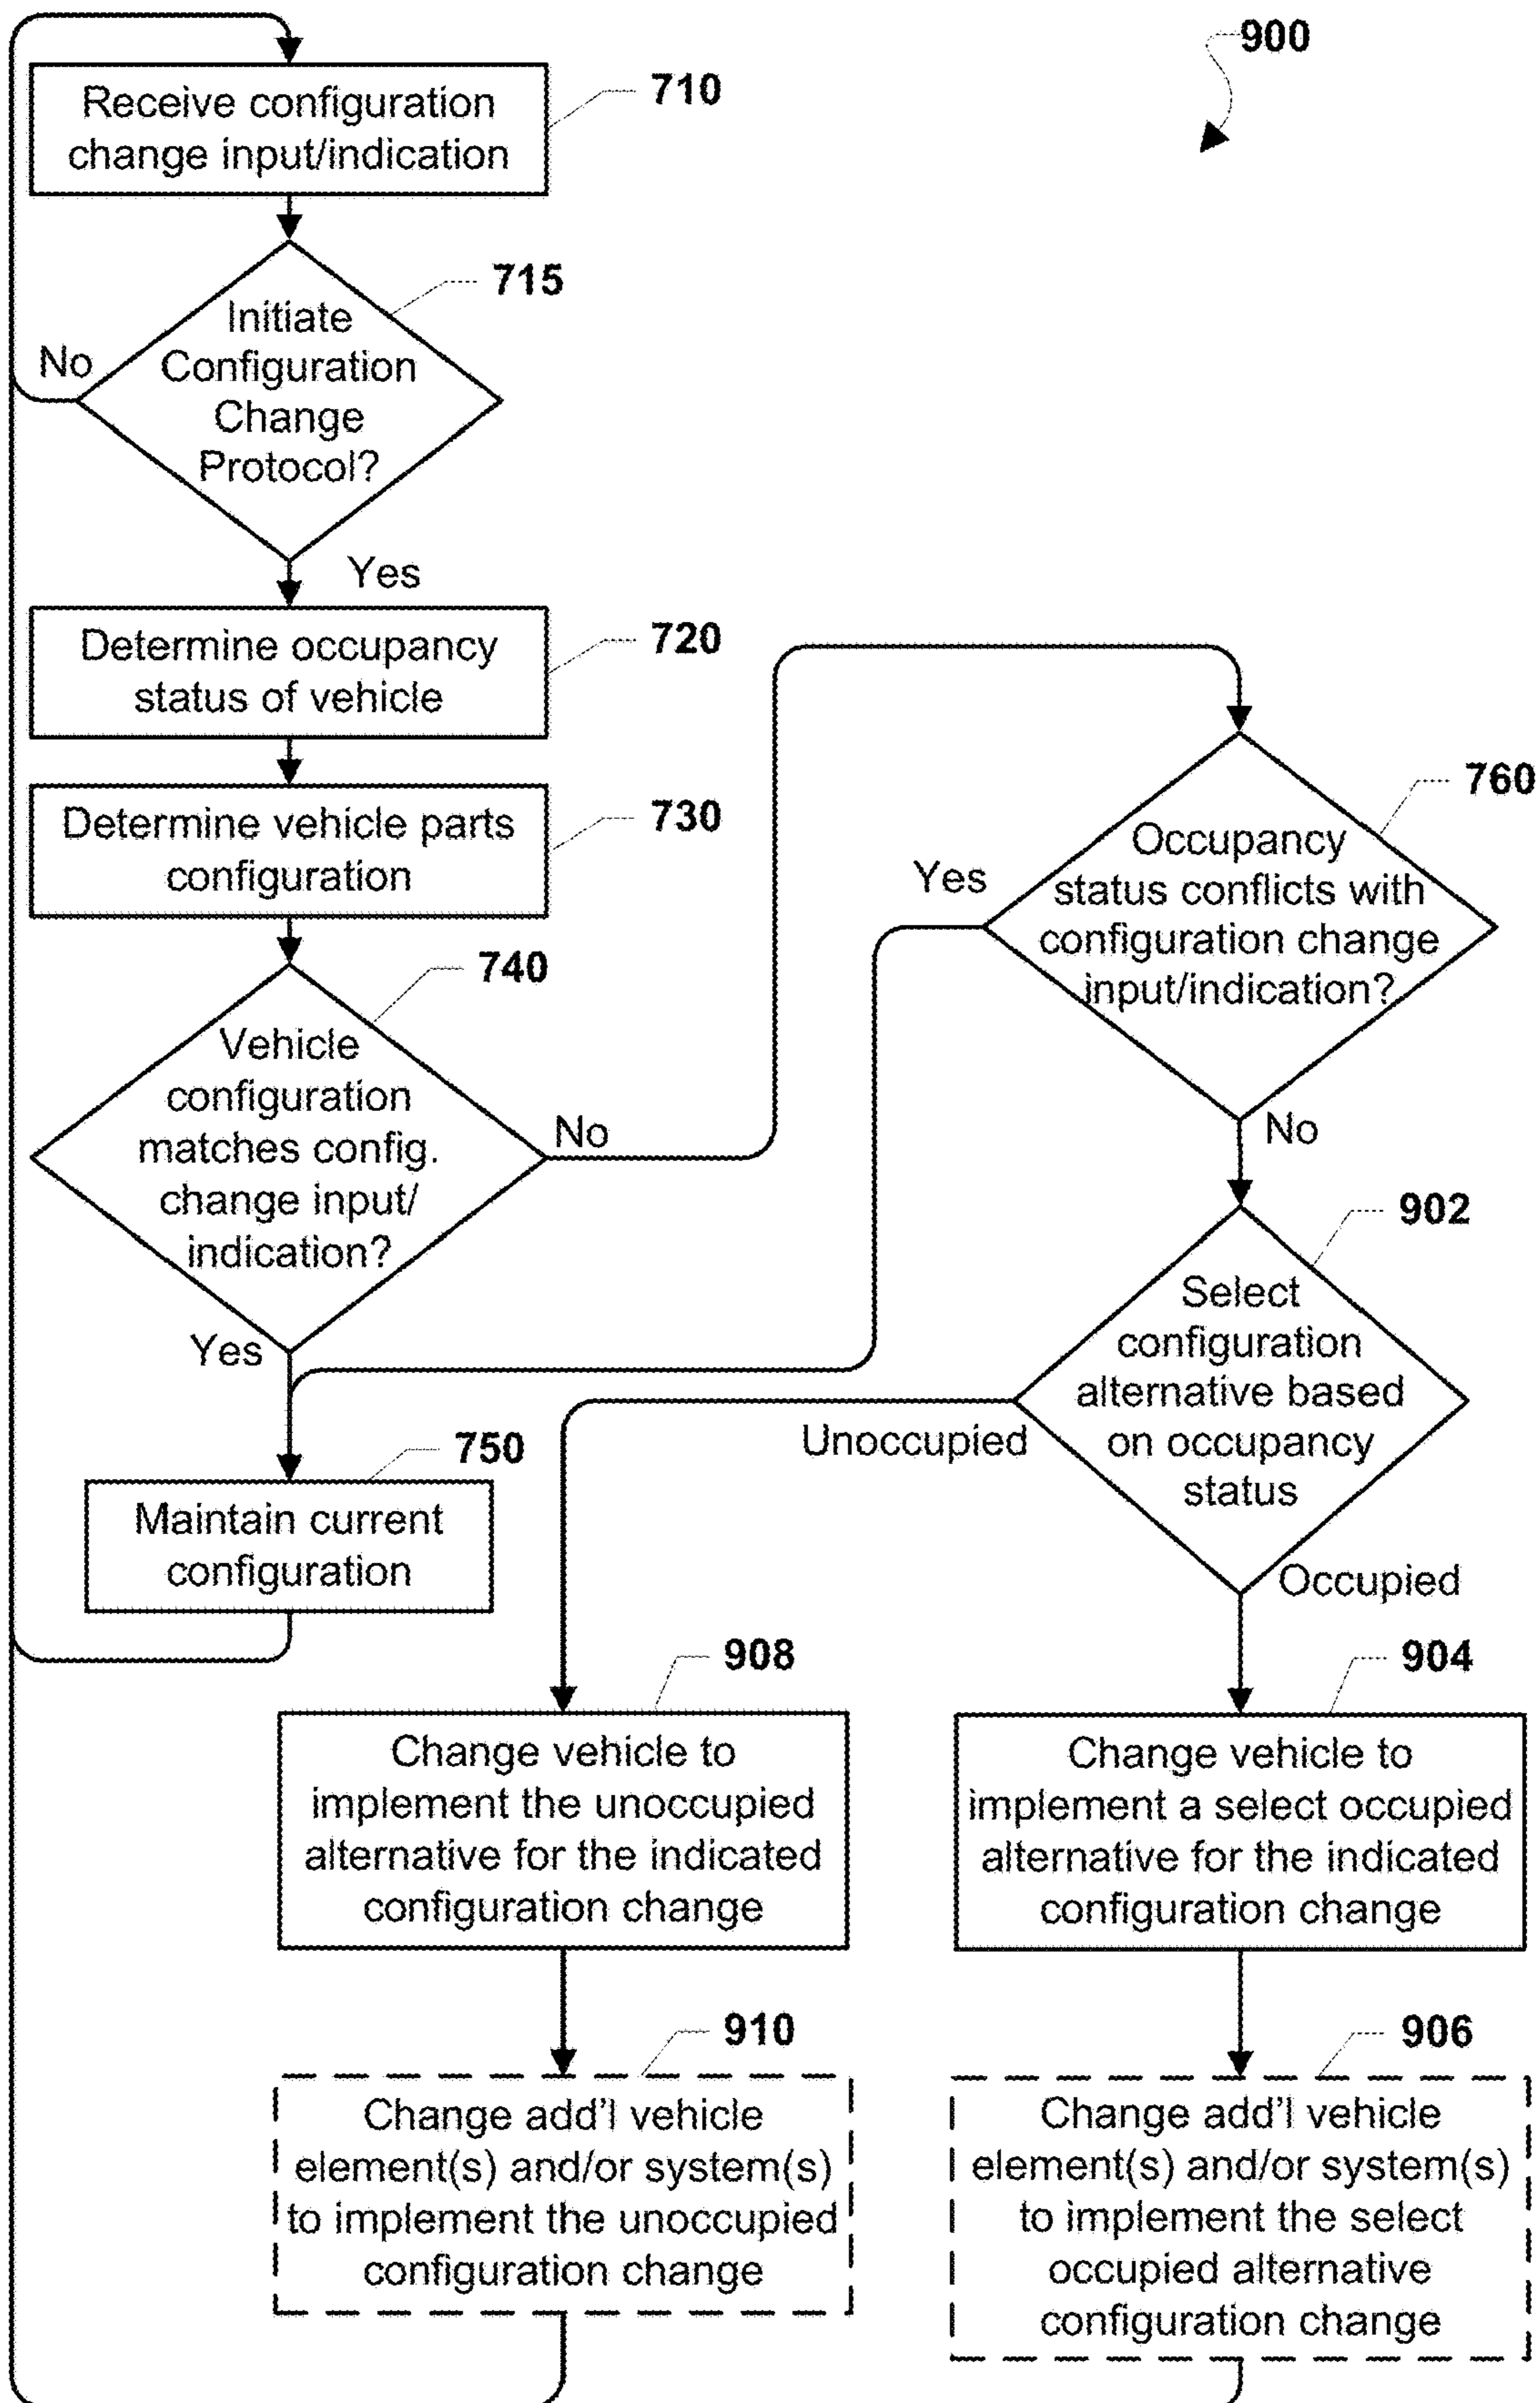 900
Receive configuration
change input/indication
710
Initiate
Configuration
Change
Protocol?
715
No
Yes
Determine occupancy
status of vehicle
720
Determine vehicle parts
configuration
730
Vehicle
configuration
matches config.
change input/
indication?
740
No
Yes
Maintain current
configuration
750
Occupancy
status conflicts with
configuration change
input/indication?
760
Yes
No
Select
configuration
alternative based
on occupancy
status
902
Unoccupied
Occupied
Change vehicle to
implement the unoccupied
alternative for the indicated
configuration change
908
Change vehicle to
implement a select occupied
alternative for the indicated
configuration change
904
Change add'l vehicle
element(s) and/or system(s)
to implement the unoccupied
configuration change
910
Change add'l vehicle
element(s) and/or system(s)
to implement the select
occupied alternative
configuration change
906